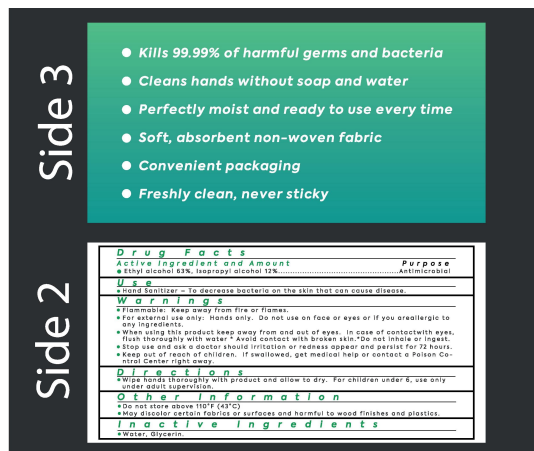 Side 3
Kills 99.99% of harmful germs and bacteria
Cleans hands without soap and water
Perfectly moist and ready to use every time
Soft, absorbent non-woven fabric
Convenient packaging
Freshly clean, never sticky
Side 2
Drug Facts
Active Ingredient and Amount Purpose
Ethyl alcohol 63%, Isopropyl alcohol 12%..........................................Antimicrobial
Use
Hand Sanitizer – To decrease bacteria on the skin that can cause disease.
Warnings
Flammable: Keep away from fire or flames.
For external use only: Hands only. Do not use on face or eyes or if you areallergic to
any ingredients.
When using this product keep away from and out of eyes. In case of contactwith eyes,
flush thoroughly with water * Avoid contact with broken skin.*Do not inhale or ingest.
Stop use and ask a doctor should irritation or redness appear and persist for 72 hours.
Keep out of reach of children. If swallowed, get medical help or contact a Poison Co-
ntrol Center right away.
Directions
Wipe hands thoroughly with product and allow to dry. For children under 6, use only
under adult supervision.
Other Information
Do not store above 110°F (43°C)
May discolor certain fabrics or surfaces and harmful to wood finishes and plastics.
Inactive Ingredients
Water, Glycerin.